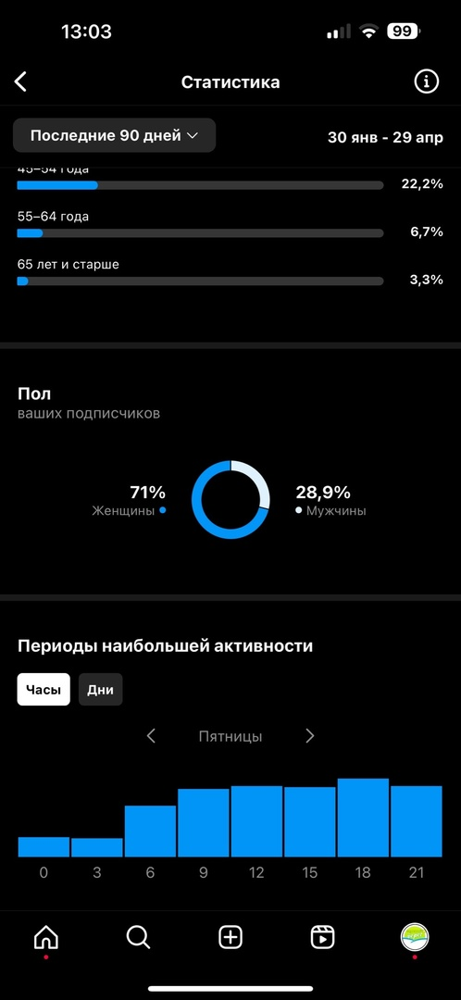 13:03
99
Статистика
Последние 90 дней
30 янв - 29 апр
45–54 года
22,2%
55–64 года
6,7%
65 лет и старше
3,3%
Пол
ваших подписчиков
71%
Женщины
28,9%
Мужчины
Периоды наибольшей активности
Часы
Дни
Пятницы
0 3 6 9 12 15 18 21